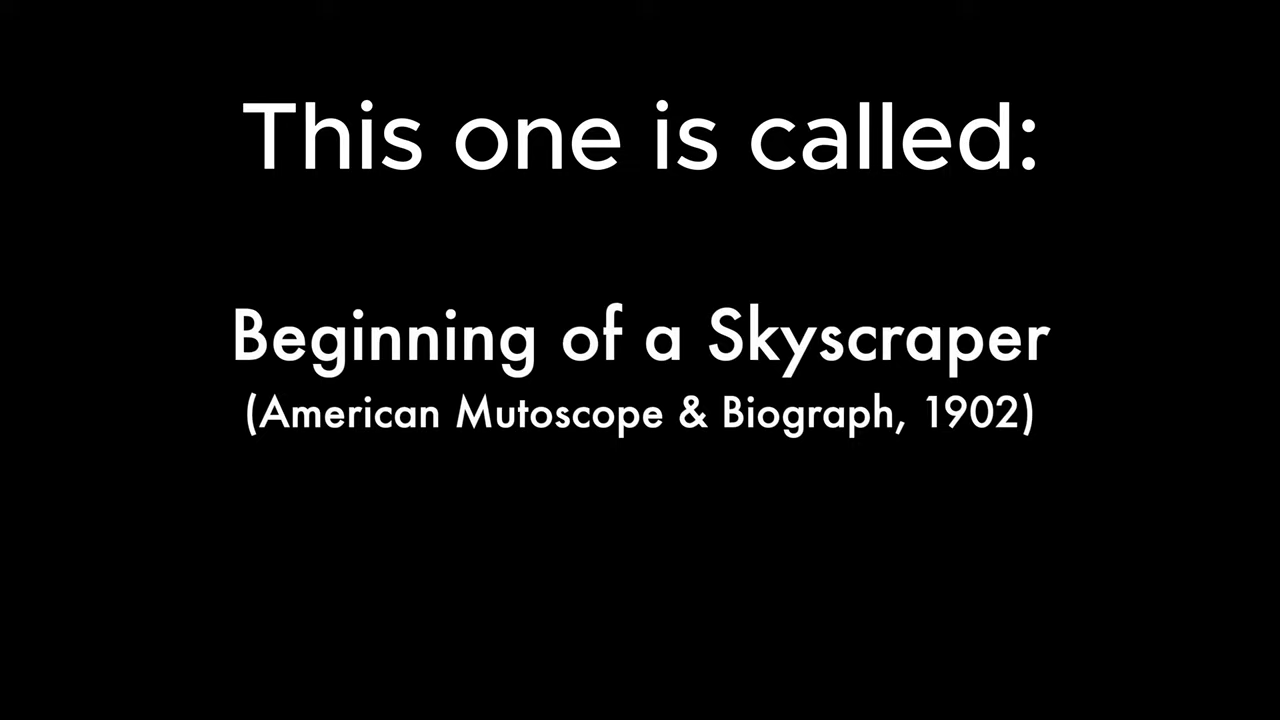 This one is called:
Beginning of a Skyscraper
(American Mutoscope & Biograph, 1902)